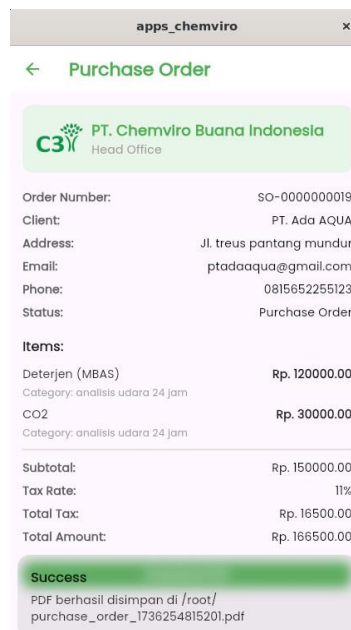 apps_chemviro ×
← Purchase Order
C3 PT. Chemviro Buana Indonesia
Head Office
Order Number: SO-0000000019
Client: PT. Ada AQUA
Address: Jl. treus pantang mundur
Email: ptadaaqua@gmail.com
Phone: 0815652255123
Status: Purchase Order
Items:
Deterjen (MBAS) Rp. 120000.00
Category: analisis udara 24 jam
CO2 Rp. 30000.00
Category: analisis udara 24 jam
Subtotal: Rp. 150000.00
Tax Rate: 11%
Total Tax: Rp. 16500.00
Total Amount: Rp. 166500.00
Success
PDF berhasil disimpan di /root/
purchase_order_1736254815201.pdf